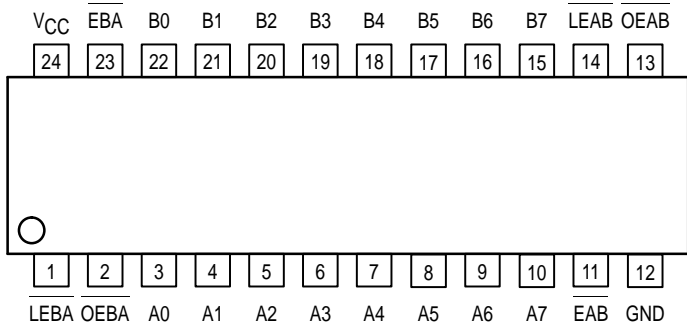 VCC EBA B0 B1 B2 B3 B4 B5 B6 B7 LEAB OEAB
24 23 22 21 20 19 18 17 16 15 14 13
1 2 3 4 5 6 7 8 9 10 11 12
LEBA OEBA A0 A1 A2 A3 A4 A5 A6 A7 EAB GND